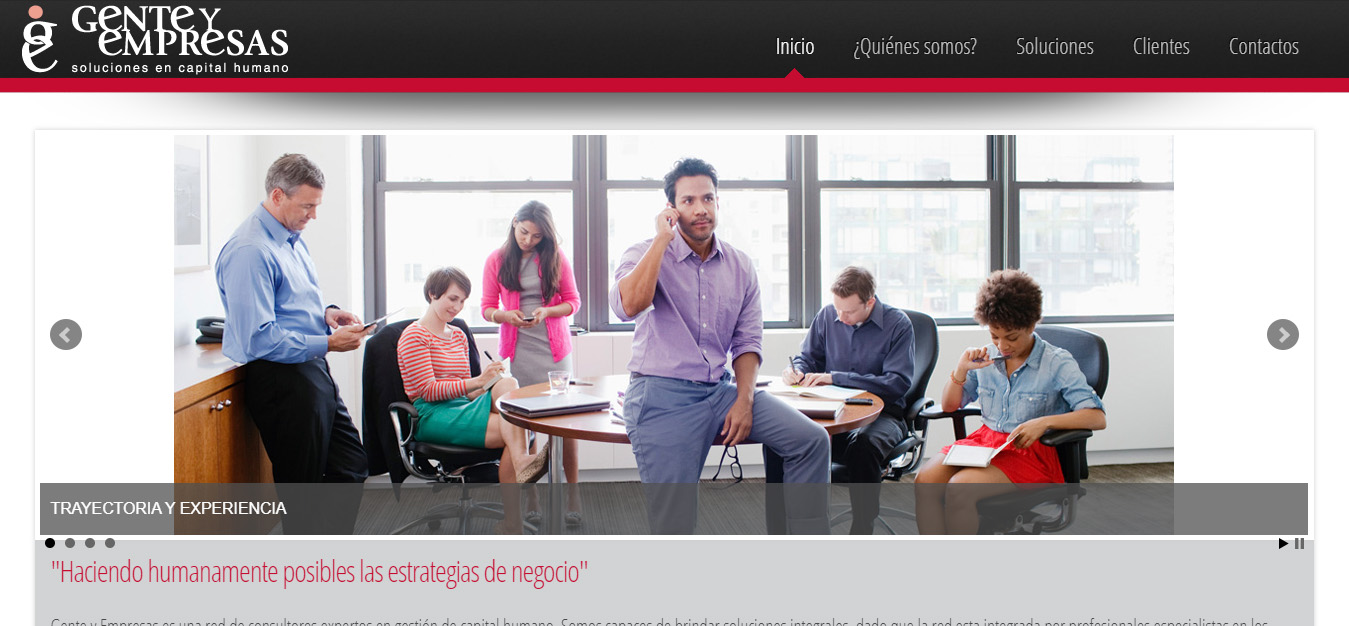 GENTE Y
EMPRESAS
soluciones en capital humano
Inicio
¿Quiénes somos?
Soluciones
Clientes
Contactos
TRAYECTORIA Y EXPERIENCIA
"Haciendo humanamente posibles las estrategias de negocio"
Gente y Empresas es una red de consultores expertos en gestión de capital humano. Somos capaces de brindar soluciones integrales, dado que la red esta integrada por profesionales especialistas en los